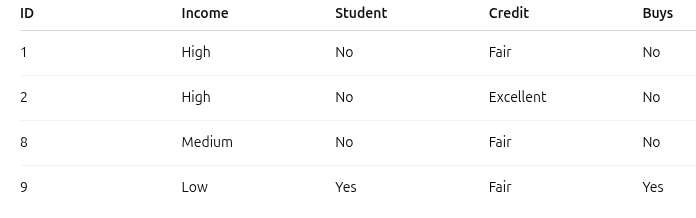 ID Income Student Credit Buys
1 High No Fair No
2 High No Excellent No
8 Medium No Fair No
9 Low Yes Fair Yes